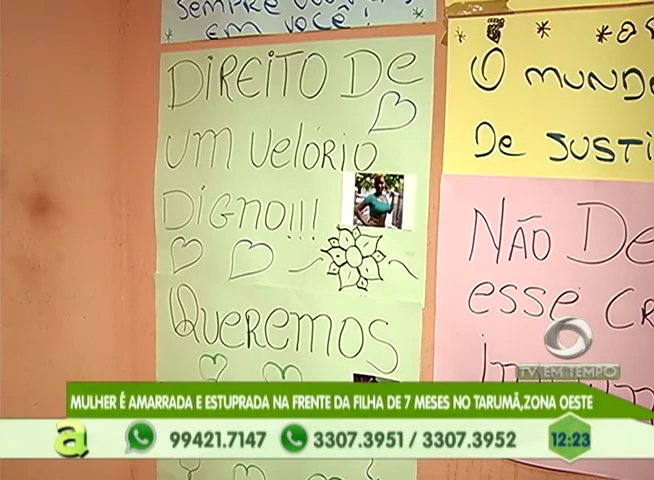 SEMPRE
EM VOCÊ!
DIREITO DE
UM VELÓRIO
DIGNO!!!
QUEREMOS
O MUNDO
DE JUSTI
NÃO DE
ESSE CR
TV EM TEMPO
MULHER É AMARRADA E ESTUPRADA NA FRENTE DA FILHA DE 7 MESES NO TARUMÃ,ZONA OESTE
a 99421.7147 3307.3951 / 3307.3952 12:23